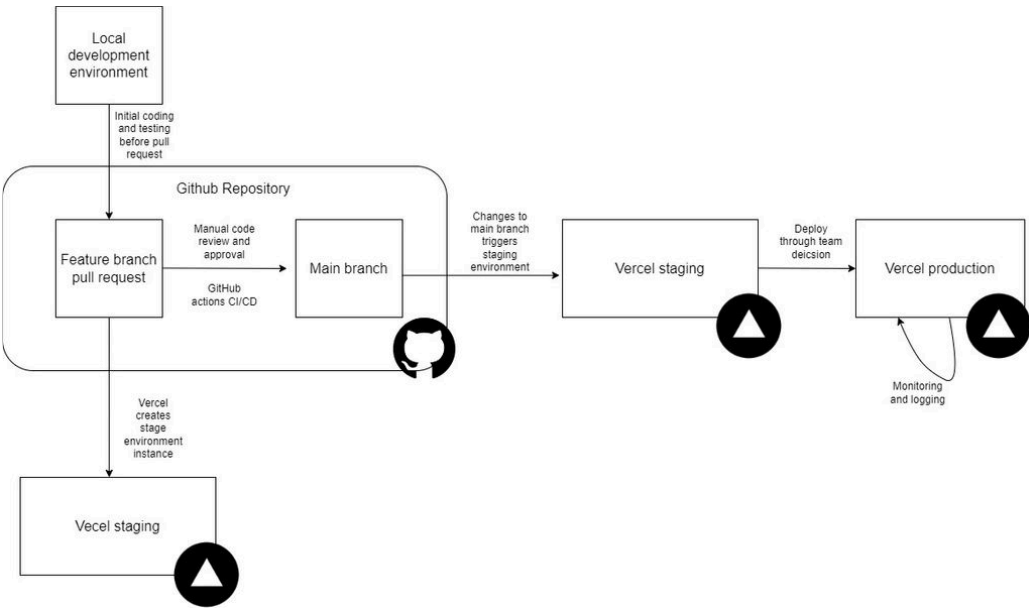 Local
development
environment
Initial coding
and testing
before pull
request
Github Repository
Feature branch
pull request
Manual code
review and
approval
GitHub
actions CI/CD
Main branch
Changes to
main branch
triggers
staging
environment
Vercel staging
Deploy
through team
deicsion
Vercel production
Monitoring
and logging
Vercel
creates
stage
environment
instance
Vecel staging